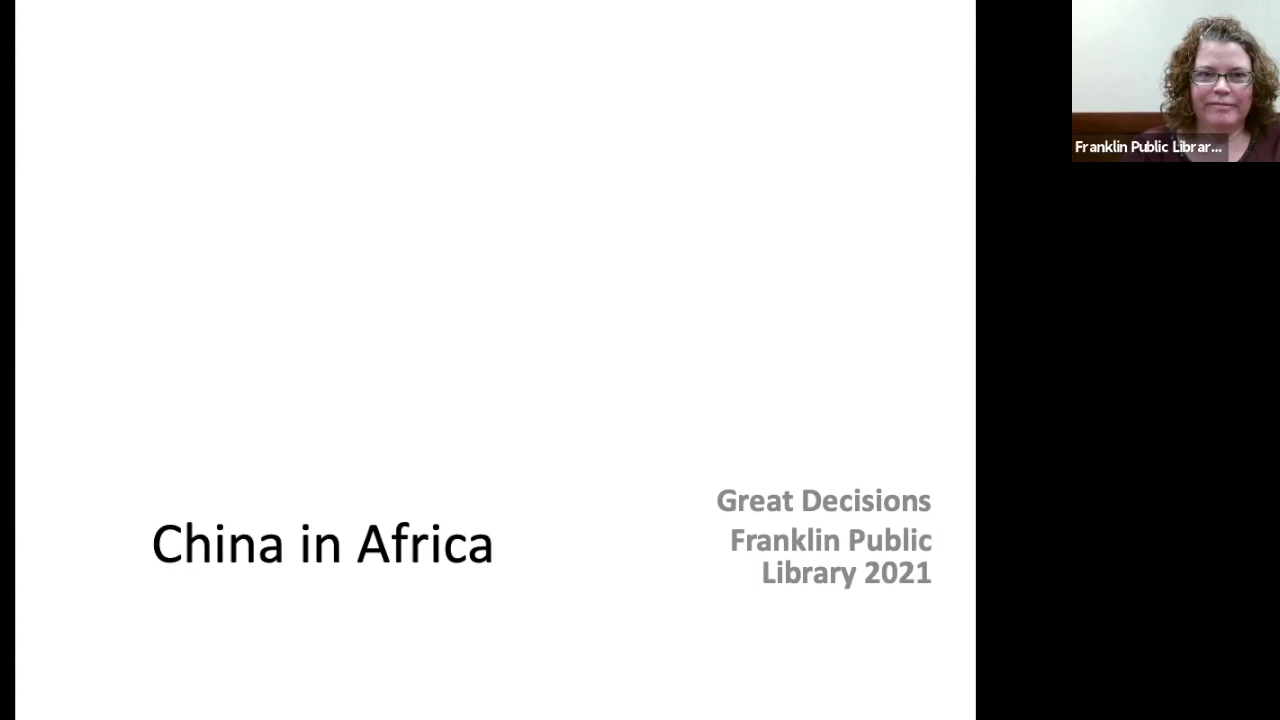 Franklin Public Librar...
Great Decisions
China in Africa
Franklin Public
Library 2021